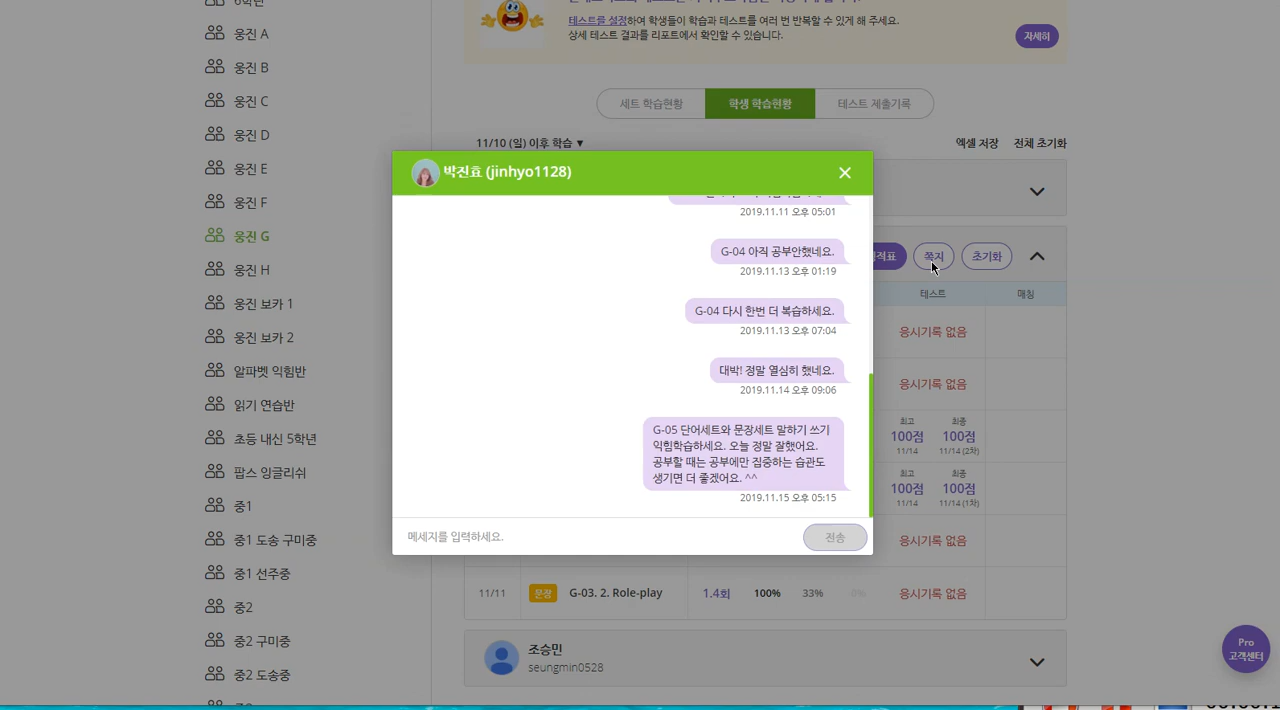 테스트를 설정하여 학생들이 학습과 테스트를 여러 번 반복할 수 있게 해 주세요.
상세 테스트 결과를 리포트에서 확인할 수 있습니다.
자세히
6학년
웅진 A
웅진 B
웅진 C
웅진 D
웅진 E
웅진 F
웅진 G
웅진 H
웅진 보카 1
웅진 보카 2
알파벳 익힘반
읽기 연습반
초등 내신 5학년
팝스 잉글리쉬
중1
중1 도송 구미중
중1 선주중
중2
중2 구미중
중2 도송중
세트 학습현황
학생 학습현황
테스트 제출기록
11/10 (일) 이후 학습 ▼
엑셀 저장
전체 초기화
박진효 (jinhyo1128)
2019.11.11 오후 05:01
G-04 아직 공부안했네요.
2019.11.13 오후 01:19
G-04 다시 한번 더 복습하세요.
2019.11.13 오후 07:04
대박! 정말 열심히 했네요.
2019.11.14 오후 09:06
G-05 단어세트와 문장세트 말하기 쓰기
익힘학습하세요. 오늘 정말 잘했어요.
공부할 때는 공부에만 집중하는 습관도
생기면 더 좋겠어요. ^^
2019.11.15 오후 05:15
메세지를 입력하세요.
전송
쪽지
초기화
테스트
매칭
응시기록 없음
응시기록 없음
최고 최종
100점 100점
11/14 11/14 (2차)
최고 최종
100점 100점
11/14 11/14 (1차)
응시기록 없음
11/11 문장 G-03. 2. Role-play 1.4회 100% 33% 0% 응시기록 없음
조승민
seungmin0528
Pro
고객센터